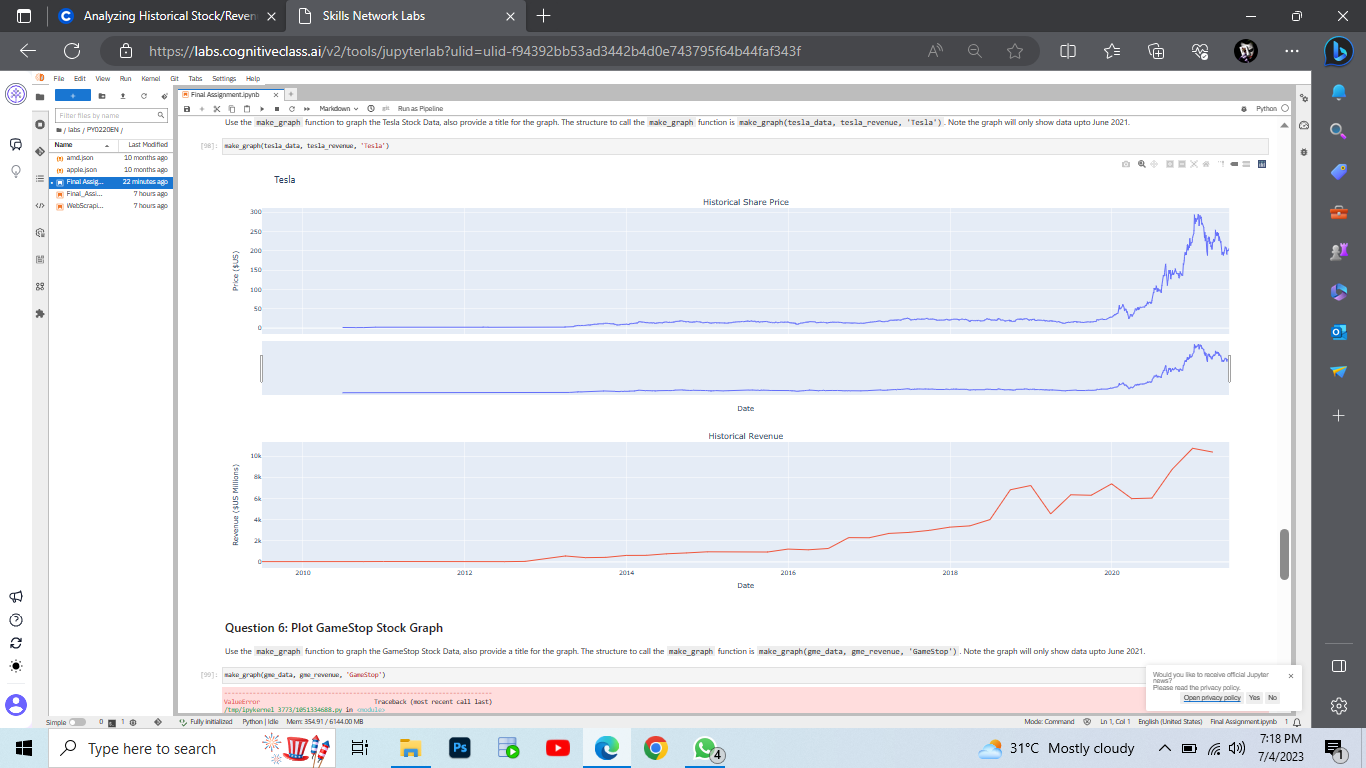 Analyzing Historical Stock/Reven
Skills Network Labs
https://labs.cognitiveclass.ai/v2/tools/jupyterlab?ulid=ulid-f94392bb53ad3442b4d0e743795f64b44faf343f
File Edit View Run Kernel Git Tabs Settings Help
Final Assignment.ipynb
Markdown
Run as Pipeline
Python
Filter files by name
/ labs / PY0220EN /
Name Last Modified
amd.json 10 months ago
apple.json 10 months ago
Final Assig... 22 minutes ago
Final_Assi... 7 hours ago
WebScrapi... 7 hours ago
Use the make_graph function to graph the Tesla Stock Data, also provide a title for the graph. The structure to call the make_graph function is make_graph(tesla_data, tesla_revenue, 'Tesla'). Note the graph will only show data upto June 2021.
[98]: make_graph(tesla_data, tesla_revenue, 'Tesla')
Tesla
Historical Share Price
300
250
200
150
100
50
0
Price ($US)
Date
Historical Revenue
10k
8k
6k
4k
2k
0
Revenue ($US Millions)
2010 2012 2014 2016 2018 2020
Date
Question 6: Plot GameStop Stock Graph
Use the make_graph function to graph the GameStop Stock Data, also provide a title for the graph. The structure to call the make_graph function is make_graph(gme_data, gme_revenue, 'GameStop'). Note the graph will only show data upto June 2021.
[99]: make_graph(gme_data, gme_revenue, 'GameStop')
---------------------------------------------------------------------------
ValueError Traceback (most recent call last)
/tmp/ipykernel_3773/1051334688.py in <module>
Would you like to receive official Jupyter
news?
Please read the privacy policy.
Open privacy policy Yes No
Simple 0 1 Fully initialized Python | Idle Mem: 354.91 / 6144.00 MB Mode: Command Ln 1, Col 1 English (United States) Final Assignment.ipynb 1
Type here to search
Ps
4
31°C Mostly cloudy
7:18 PM
7/4/2023
1